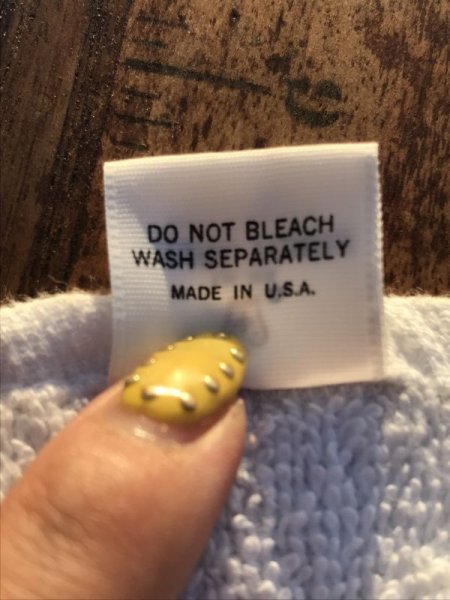 DO NOT BLEACH
WASH SEPARATELY
MADE IN U.S.A.